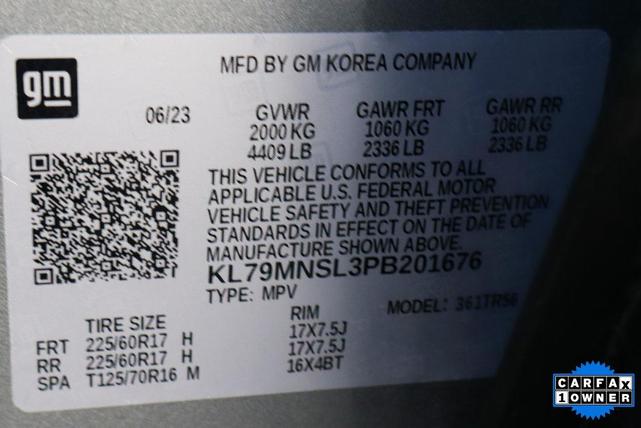 gm
MFD BY GM KOREA COMPANY
06/23
GVWR GAWR FRT GAWR RR
2000 KG 1060 KG 1060 KG
4409 LB 2336 LB 2336 LB
THIS VEHICLE CONFORMS TO ALL
APPLICABLE U.S. FEDERAL MOTOR
VEHICLE SAFETY AND THEFT PREVENTION
STANDARDS IN EFFECT ON THE DATE OF
MANUFACTURE SHOWN ABOVE.
KL79MNSL3PB201676
TYPE: MPV MODEL: 361TR56
TIRE SIZE RIM
FRT 225/60R17 H 17X7.5J
RR 225/60R17 H 17X7.5J
SPA T125/70R16 M 16X4BT
CARFAX
1 OWNER